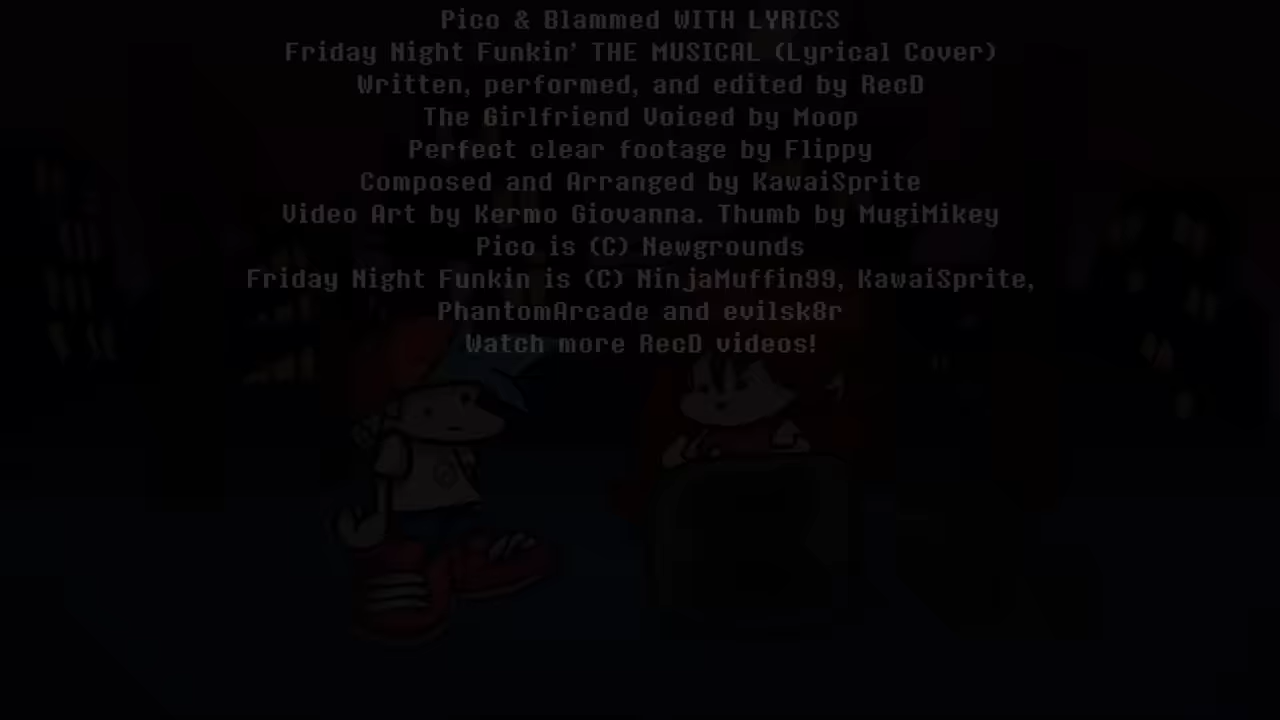 Pico & Blammed WITH LYRICS
Friday Night Funkin' THE MUSICAL (Lyrical Cover)
Written, performed, and edited by RecD
The Girlfriend Voiced by Moop
Perfect clear footage by Flippy
Composed and Arranged by KawaiSprite
Video Art by Kermo Giovanna. Thumb by MugiMikey
Pico is (C) Newgrounds
Friday Night Funkin is (C) NinjaMuffin99, KawaiSprite,
PhantomArcade and evilsk8r
Watch more RecD videos!